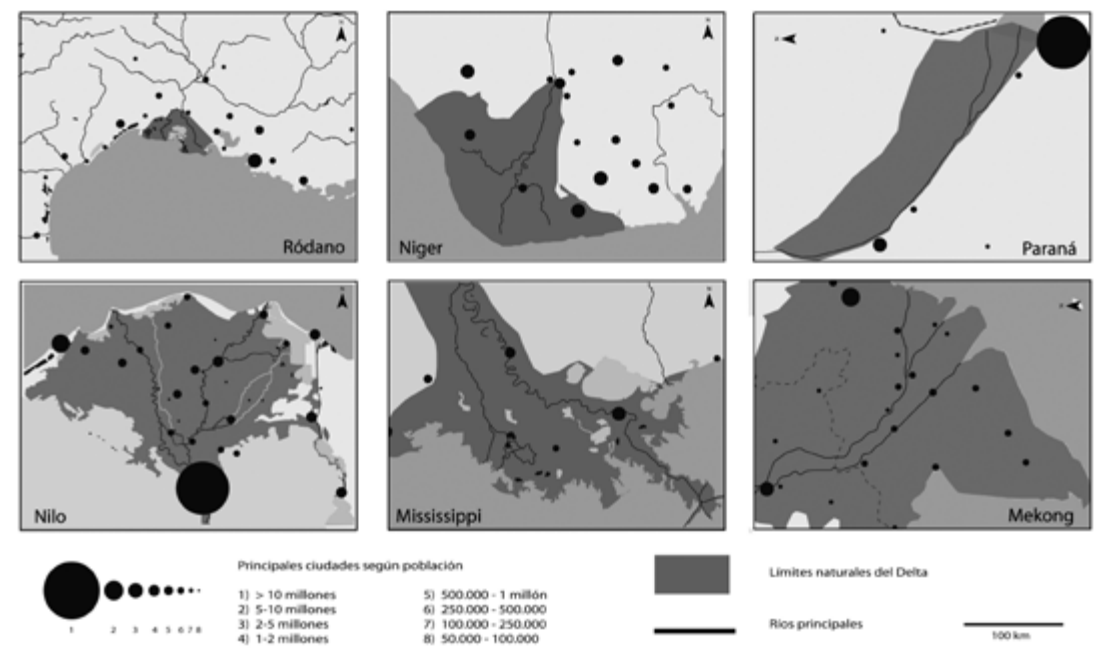 Ródano
Niger
Paraná
Nilo
Mississippi
Mekong
Principales ciudades según población
1) > 10 millones
2) 5-10 millones
3) 2-5 millones
4) 1-2 millones
5) 500.000 - 1 millón
6) 250.000 - 500.000
7) 100.000 - 250.000
8) 50.000 - 100.000
1 2 3 4 5 6 7 8
Límites naturales del Delta
Ríos principales
100 km